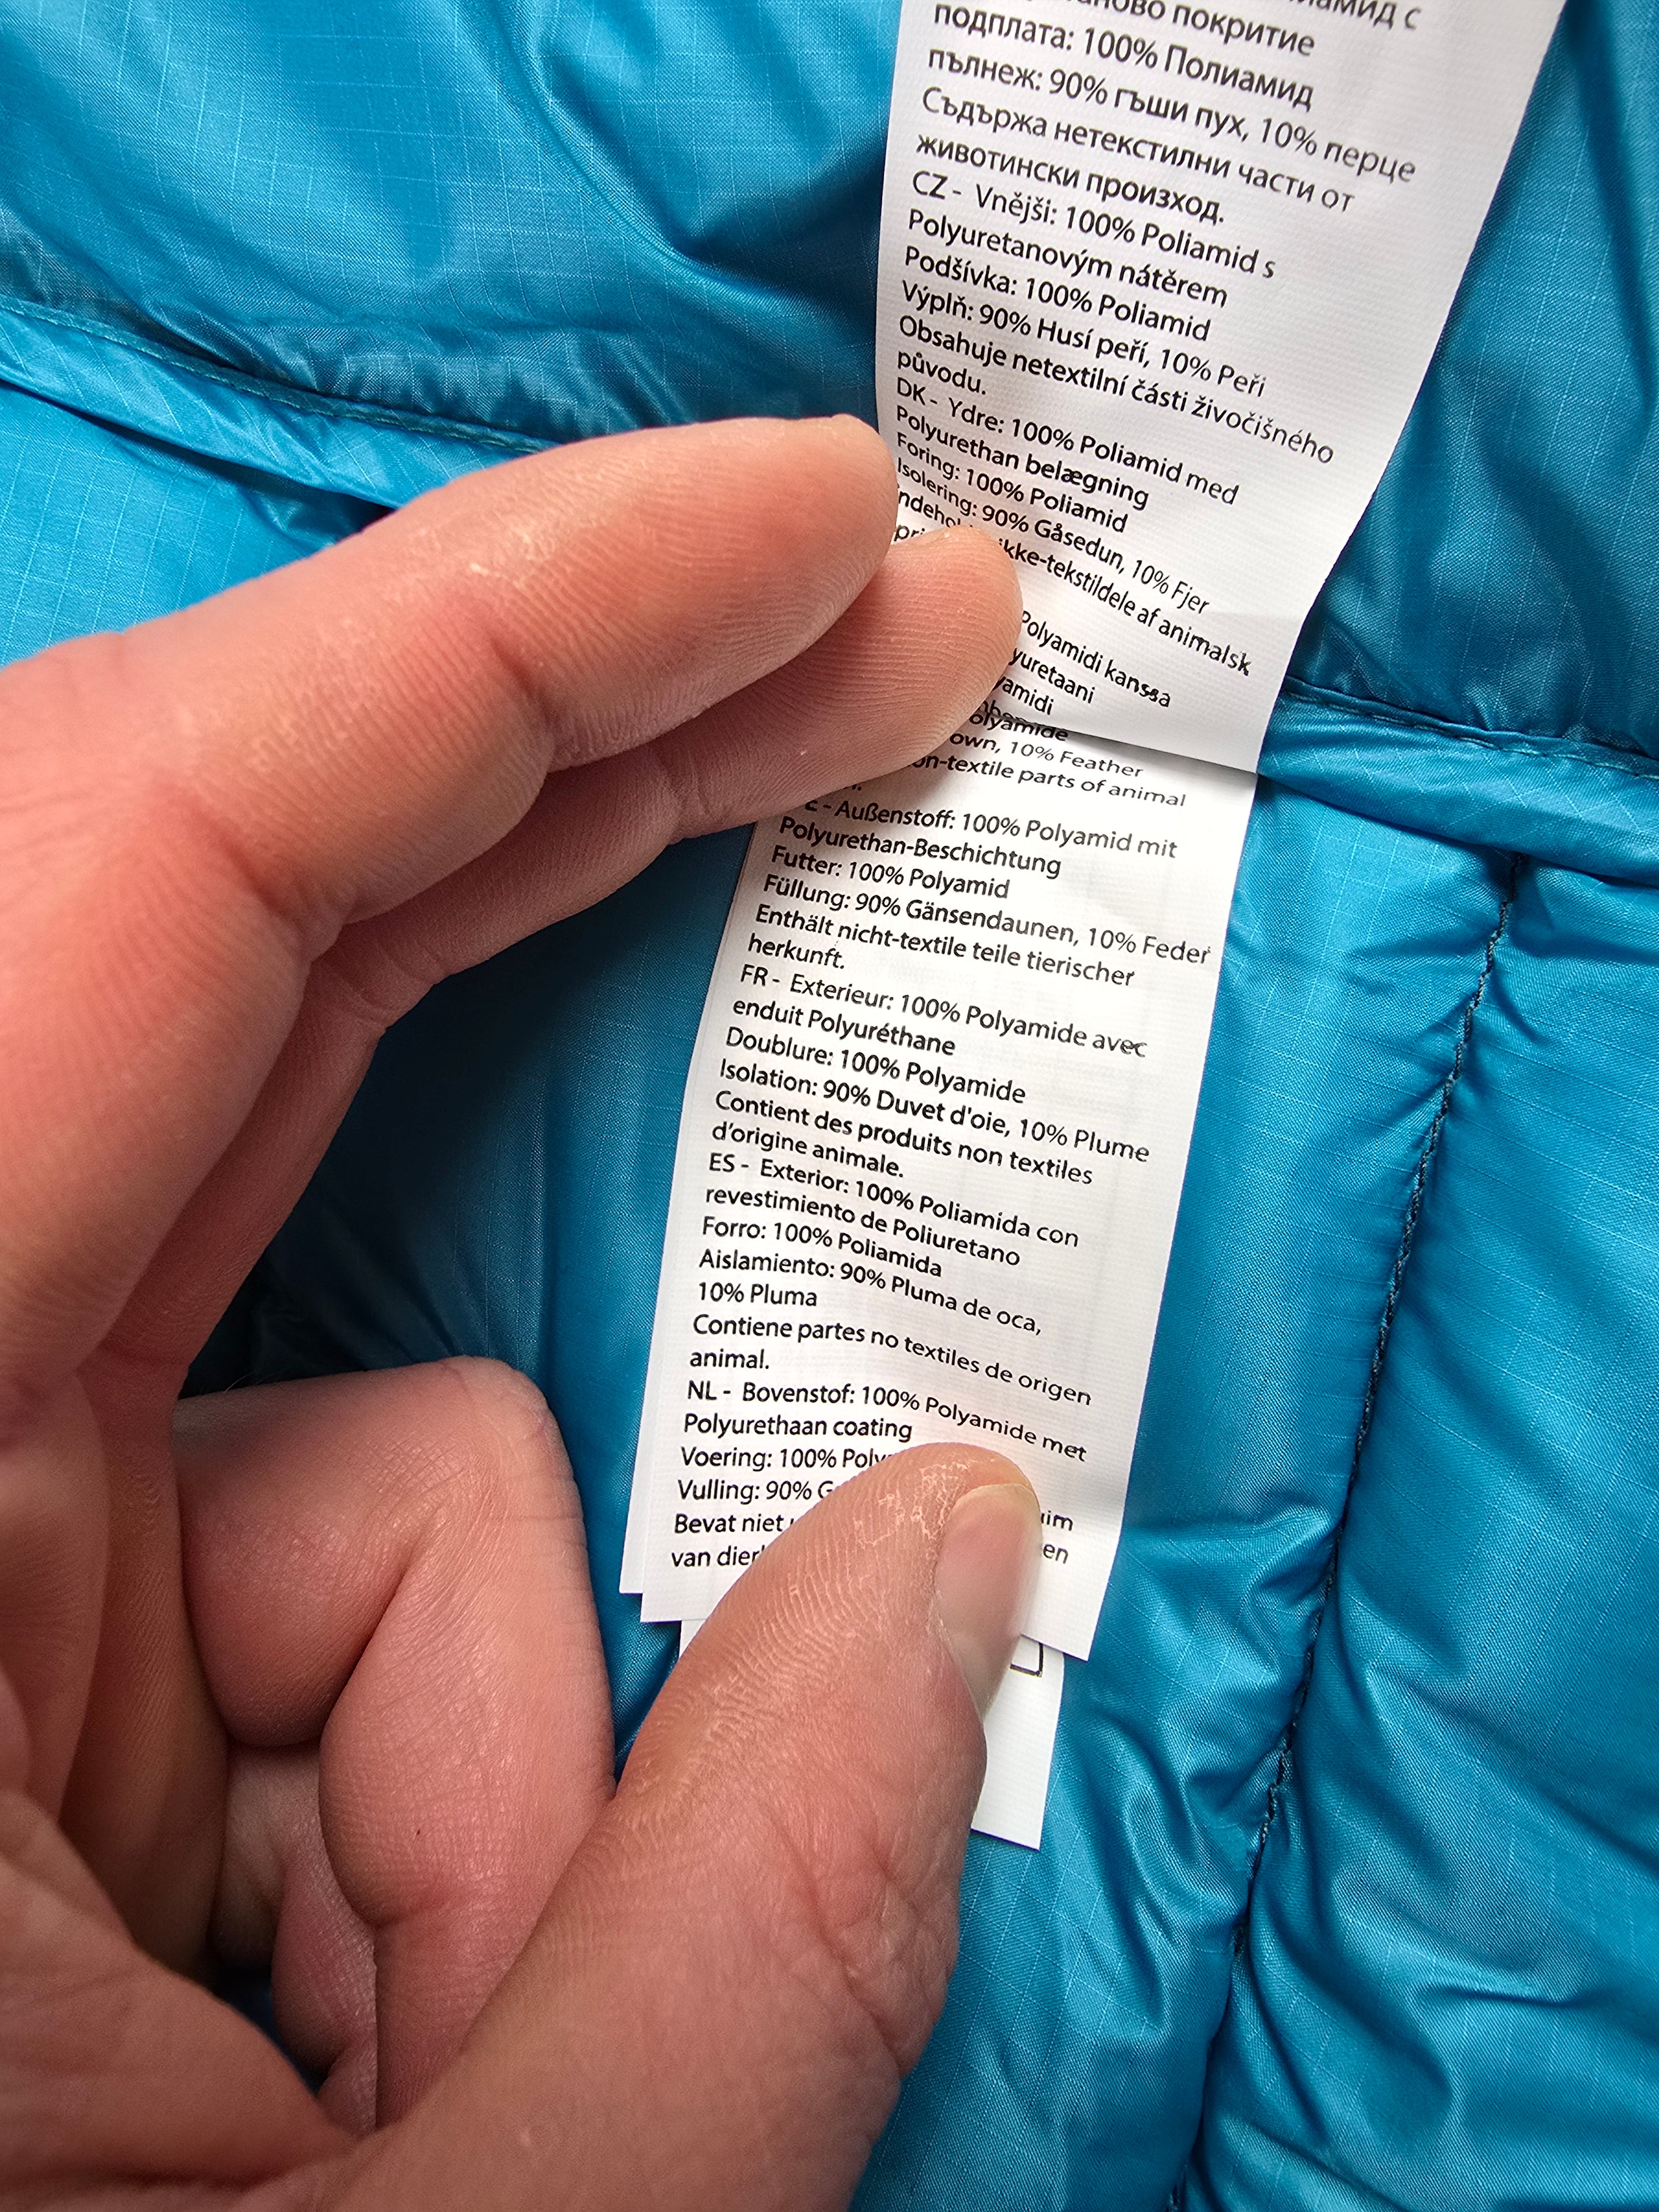 покритие
подплата: 100% Полиамид
пълнеж: 90% гъши пух, 10% перце
Съдържа нетекстилни части от
животински произход.
CZ - Vnější: 100% Poliamid s
Polyuretanovým nátěrem
Podšívka: 100% Poliamid
Výplň: 90% Husí peří, 10% Peři
Obsahuje netextilní části živočišného
původu.
DK - Ydre: 100% Poliamid med
Polyurethan belægning
Foring: 100% Poliamid
Isolering: 90% Gåsedun, 10% Fjer
ikke-tekstildele af animalsk
Polyamidi kanssa
10% Feather
parts of animal
- Außenstoff: 100% Polyamid mit
Polyurethan-Beschichtung
Futter: 100% Polyamid
Füllung: 90% Gänsendaunen, 10% Feder
Enthält nicht-textile teile tierischer
herkunft.
FR - Exterieur: 100% Polyamide avec
enduit Polyuréthane
Doublure: 100% Polyamide
Isolation: 90% Duvet d'oie, 10% Plume
Contient des produits non textiles
d’origine animale.
ES - Exterior: 100% Poliamida con
revestimiento de Poliuretano
Forro: 100% Poliamida
Aislamiento: 90% Pluma de oca,
10% Pluma
Contiene partes no textiles de origen
animal.
NL - Bovenstof: 100% Polyamide met
Polyurethaan coating
Voering: 100%
Vulling: 90%
Bevat niet
van